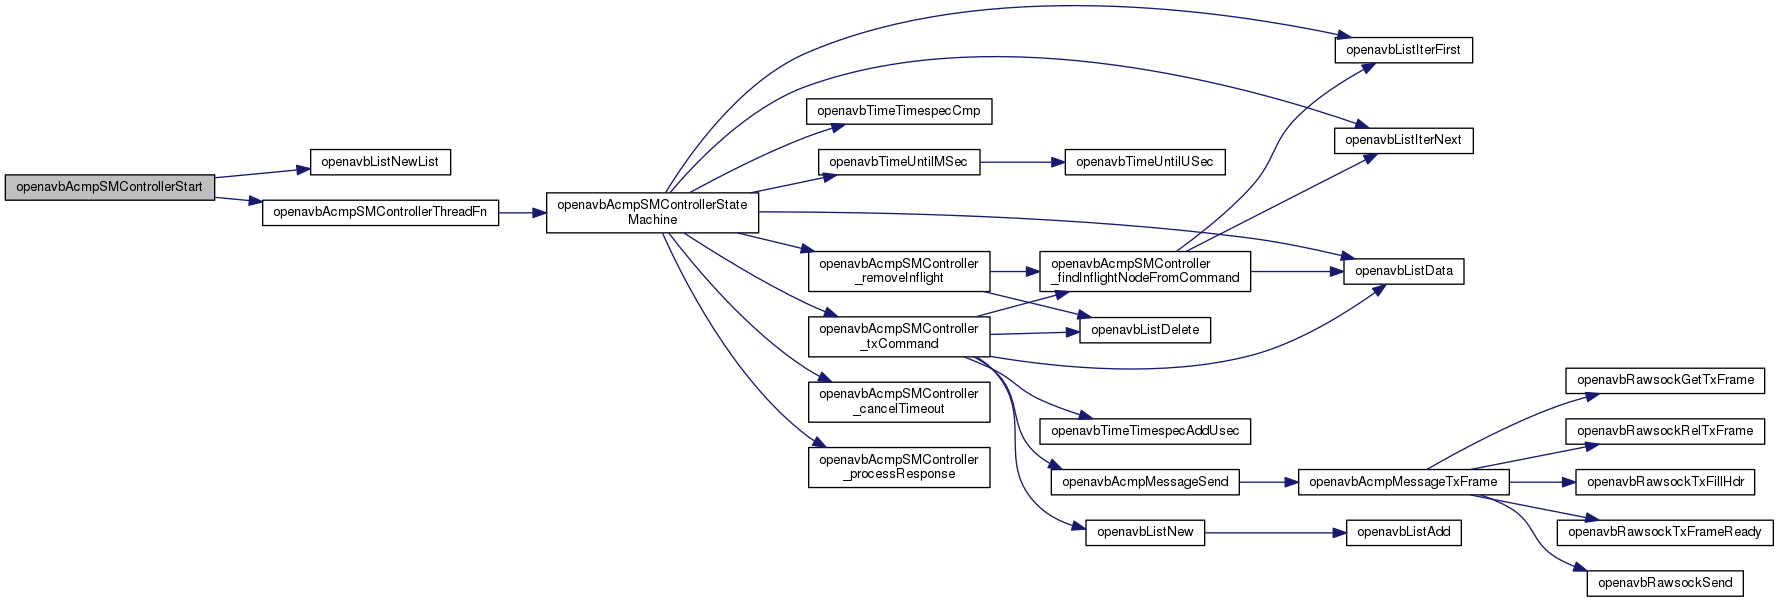 openavbAcmpSMControllerStart
openavbListNewList
openavbAcmpSMControllerThreadFn
openavbAcmpSMControllerState
Machine
openavbTimeTimespecCmp
openavbTimeUntilMSec
openavbAcmpSMController
_removeInflight
openavbAcmpSMController
_txCommand
openavbAcmpSMController
_cancelTimeout
openavbAcmpSMController
_processResponse
openavbTimeUntilUSec
openavbAcmpSMController
_findInflightNodeFromCommand
openavbListDelete
openavbTimeTimespecAddUsec
openavbAcmpMessageSend
openavbListNew
openavbListIterFirst
openavbListIterNext
openavbListData
openavbAcmpMessageTxFrame
openavbListAdd
openavbRawsockGetTxFrame
openavbRawsockRelTxFrame
openavbRawsockTxFillHdr
openavbRawsockTxFrameReady
openavbRawsockSend